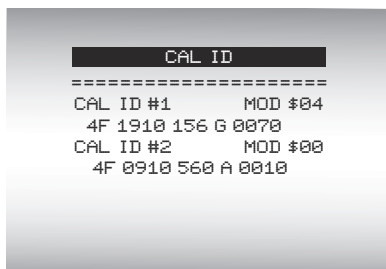 CAL ID
=====================
CAL ID #1 MOD $04
4F 1910 156 G 0070
CAL ID #2 MOD $00
4F 0910 560 A 0010